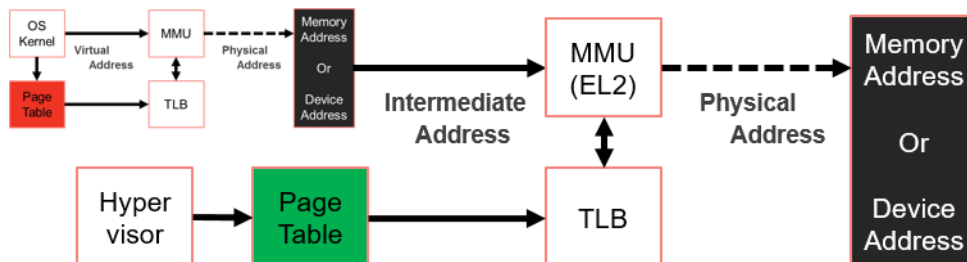 OS
Kernel
Virtual
Address
MMU
Physical
Address
Memory
Address
Or
Device
Address
Page
Table
TLB
Intermediate
Address
MMU
(EL2)
Physical
Address
Memory
Address
Or
Device
Address
Hyper
visor
Page
Table
TLB